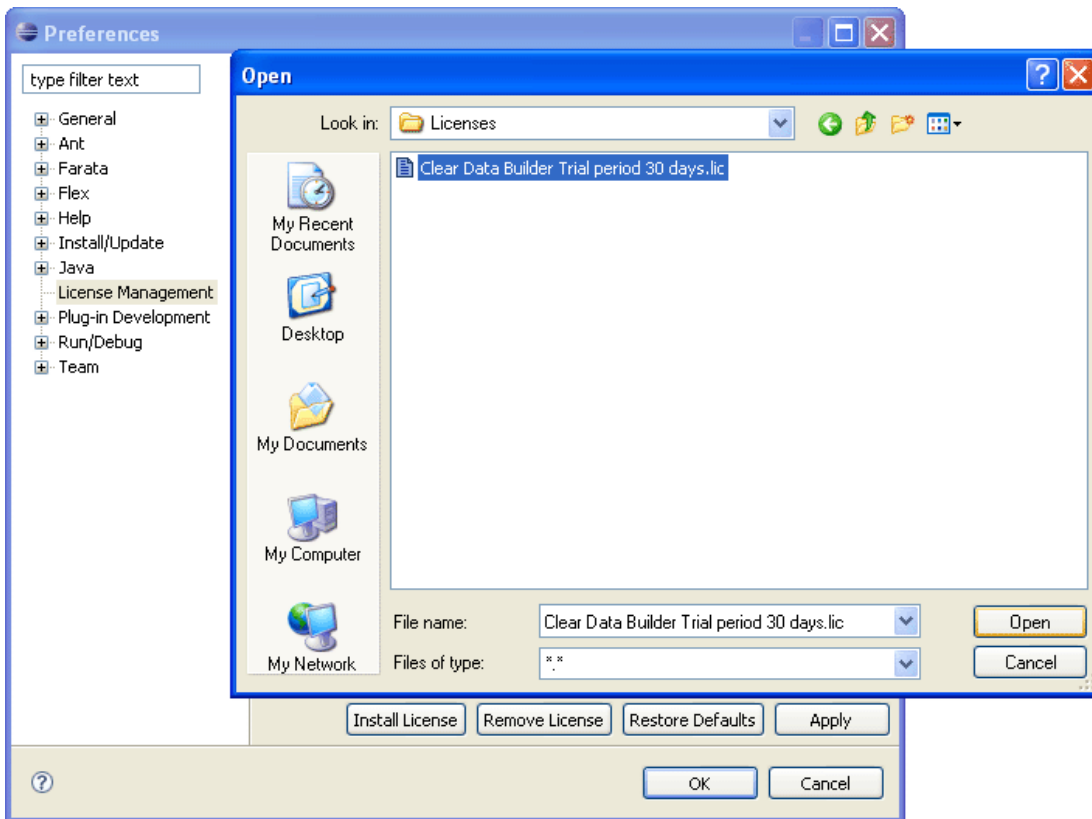 Preferences
type filter text
General
Ant
Farata
Flex
Help
Install/Update
Java
License Management
Plug-in Development
Run/Debug
Team
Open
Look in:
Licenses
Clear Data Builder Trial period 30 days.lic
My Recent
Documents
Desktop
My Documents
My Computer
My Network
File name:
Clear Data Builder Trial period 30 days.lic
Open
Files of type:
*.*
Cancel
Install License
Remove License
Restore Defaults
Apply
OK
Cancel